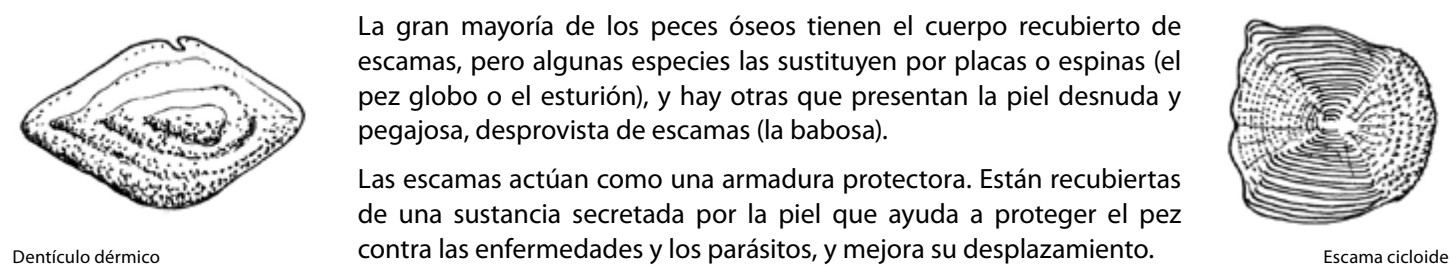 La gran mayoría de los peces óseos tienen el cuerpo recubierto de
escamas, pero algunas especies las sustituyen por placas o espinas (el
pez globo o el esturión), y hay otras que presentan la piel desnuda y
pegajosa, desprovista de escamas (la babosa).
Las escamas actúan como una armadura protectora. Están recubiertas
de una sustancia secretada por la piel que ayuda a proteger el pez
contra las enfermedades y los parásitos, y mejora su desplazamiento.
Dentículo dérmico
Escama cicloide